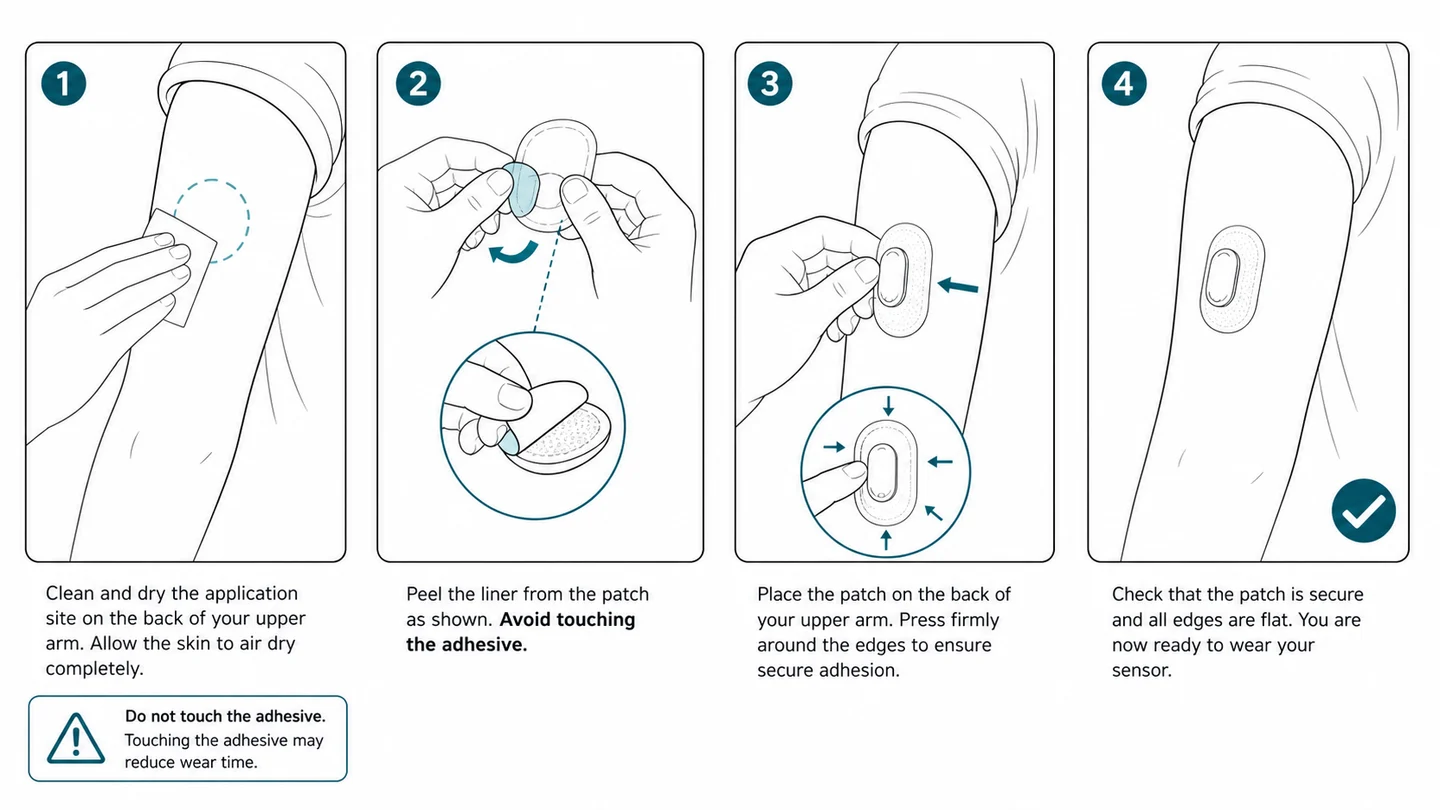 1
Clean and dry the application
site on the back of your upper
arm. Allow the skin to air dry
completely.
Do not touch the adhesive.
Touching the adhesive may
reduce wear time.
2
Peel the liner from the patch
as shown. Avoid touching
the adhesive.
3
Place the patch on the back of
your upper arm. Press firmly
around the edges to ensure
secure adhesion.
4
Check that the patch is secure
and all edges are flat. You are
now ready to wear your
sensor.